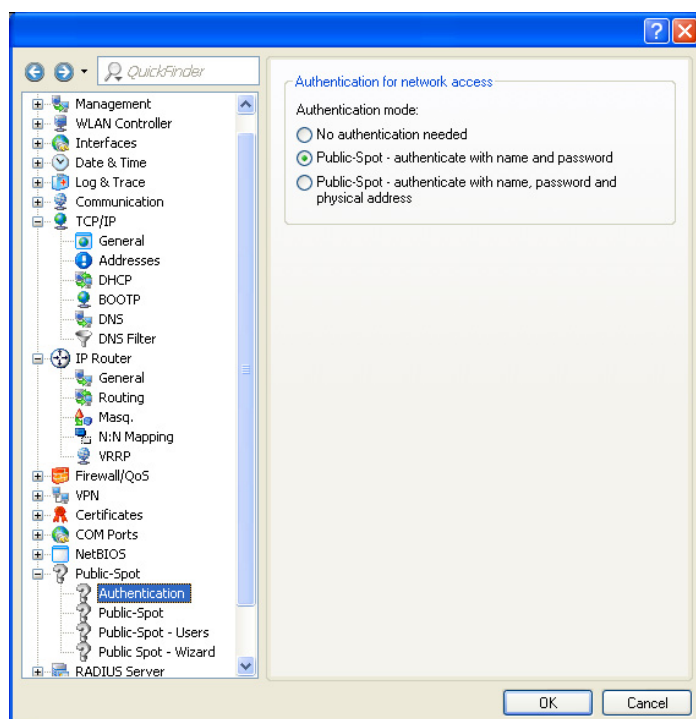 QuickFinder
Management
WLAN Controller
Interfaces
Date & Time
Log & Trace
Communication
TCP/IP
General
Addresses
DHCP
BOOTP
DNS
DNS Filter
IP Router
General
Routing
Masq.
N:N Mapping
VRRP
Firewall/QoS
VPN
Certificates
COM Ports
NetBIOS
Public-Spot
Authentication
Public-Spot
Public-Spot - Users
Public Spot - Wizard
RADIUS Server
Authentication for network access
Authentication mode:
No authentication needed
Public-Spot - authenticate with name and password
Public-Spot - authenticate with name, password and
physical address
OK
Cancel